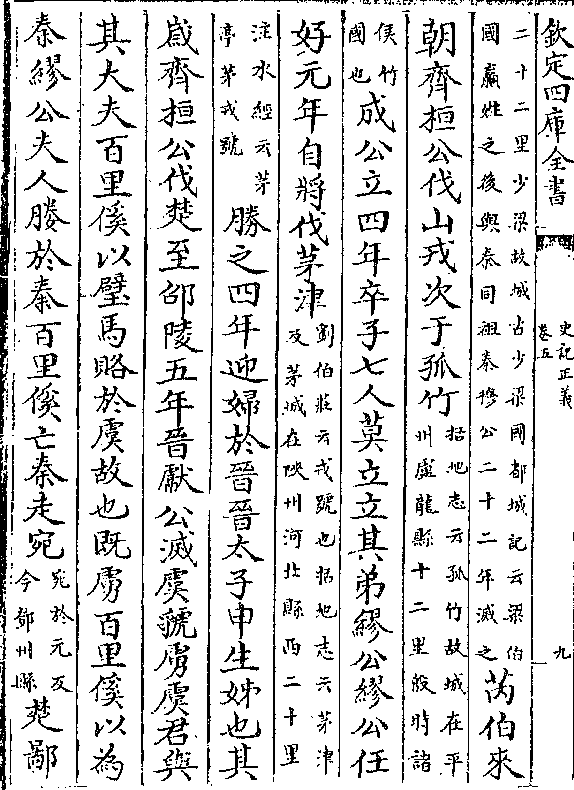 欽定四庫全書
史記正義
卷五
九
二十二里少梁故城古少梁國都城記云梁伯
國嬴姓之後與秦同祖秦穆公二十二年滅之
芮伯來
朝齊桓公伐山戎次于孤竹
括地志云孤竹故城在平
州盧龍縣十二里殷時諸
侯竹
國也
成公立四年卒子七人莫立立其弟繆公繆公任
好元年自將伐茅津
劉伯莊云戎號也括地志云茅津
及茅城在陜州河北縣西二十里
注水經云茅
亭茅戎號
勝之四年迎婦於晉晉太子申生姊也其
歲齊桓公伐楚至邵陵五年晉獻公滅虞虢虜虞君與
其大夫百里傒以璧馬賂於虞故也既虜百里傒以為
秦繆公夫人媵於秦百里傒亡秦走宛
宛於元反
今鄧州縣
楚鄙